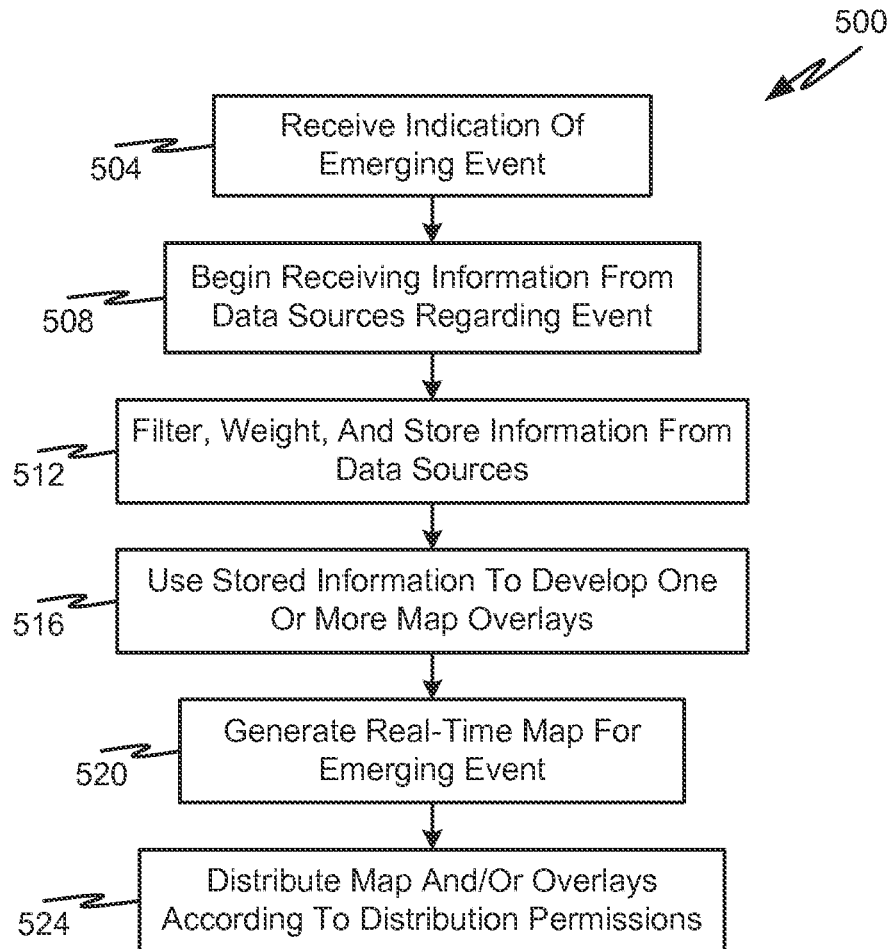 500
Receive Indication Of
Emerging Event
504
Begin Receiving Information From
Data Sources Regarding Event
508
Filter, Weight, And Store Information From
Data Sources
512
Use Stored Information To Develop One
Or More Map Overlays
516
Generate Real-Time Map For
Emerging Event
520
Distribute Map And/Or Overlays
According To Distribution Permissions
524